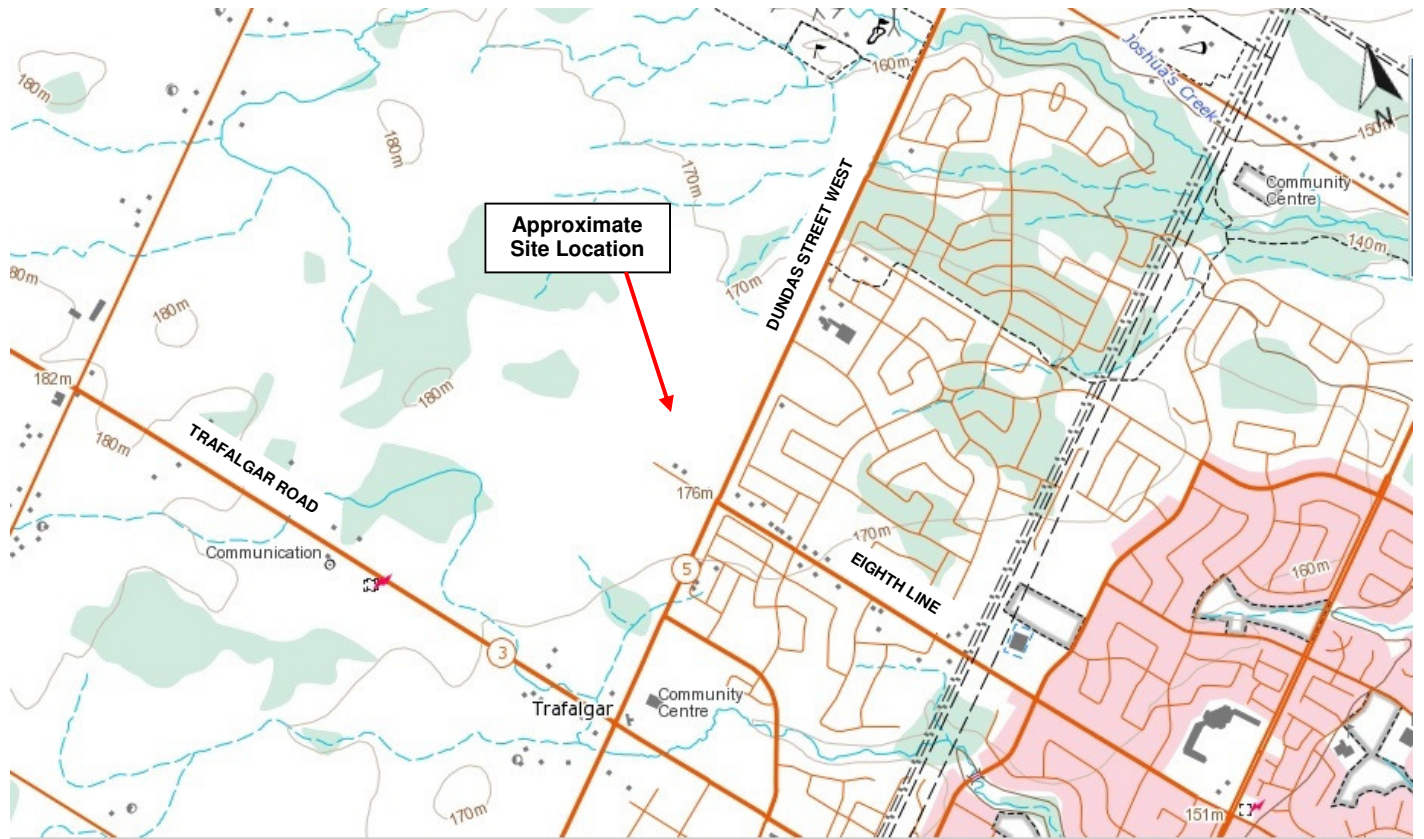 180m
160m
Joshua's Creek
N
150m
180m
170m
Community
Centre
Approximate
Site Location
DUNDAS STREET WEST
140m
80m
170m
180m
182m
180m
180m
TRAFALGAR ROAD
176m
170m
Communication
5
EIGHTH LINE
160m
3
Trafalgar
Community
Centre
170m
151m